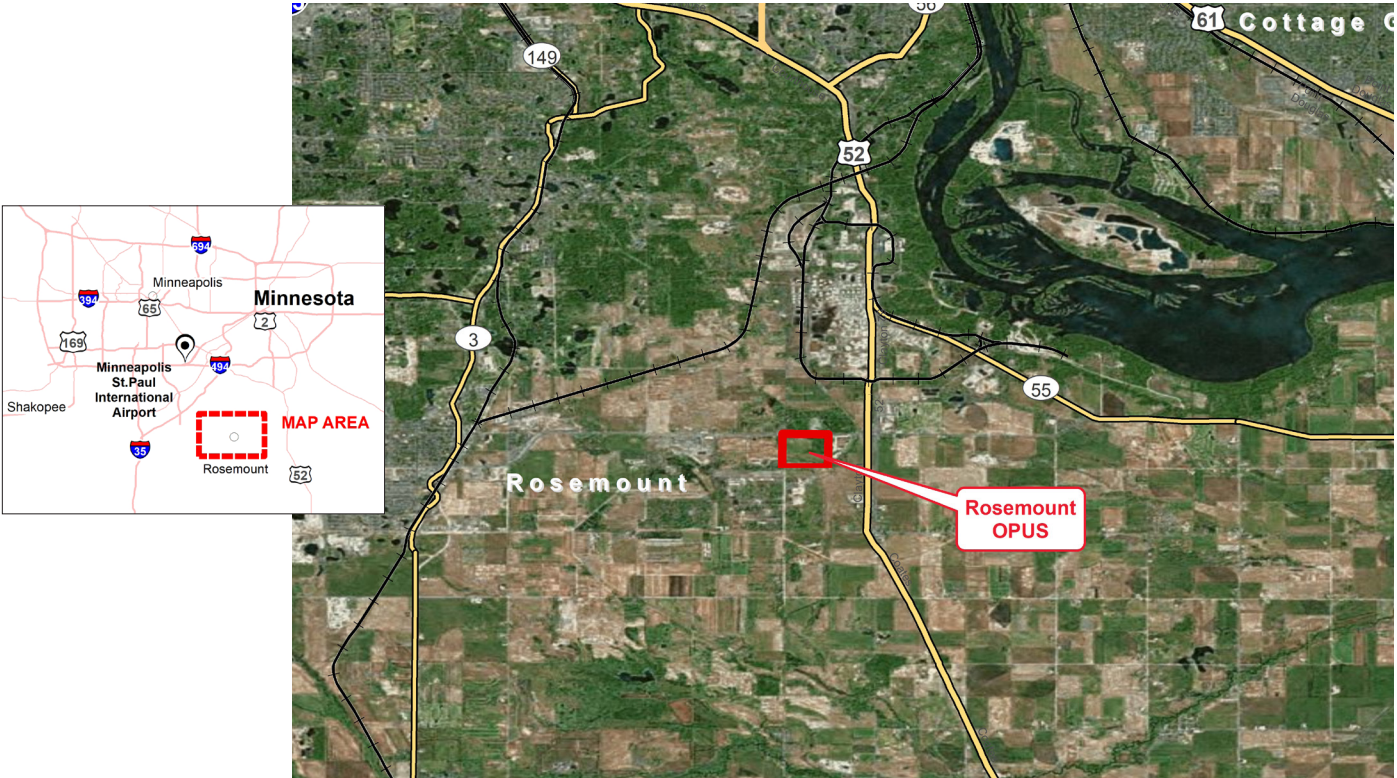 56
61
Cottage G
149
52
694
Minneapolis
394
65
Minnesota
2
169
494
Minneapolis
St.Paul
International
Airport
Shakopee
MAP AREA
35
Rosemount
52
3
55
Rosemount
Rosemount
OPUS
Coates